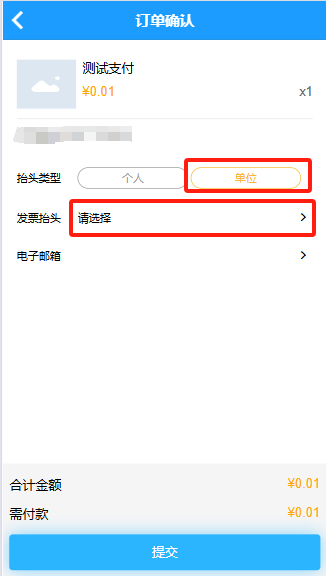 订单确认
测试支付
¥0.01 x1
抬头类型 个人 单位
发票抬头 请选择
电子邮箱
合计金额 ¥0.01
需付款 ¥0.01
提交